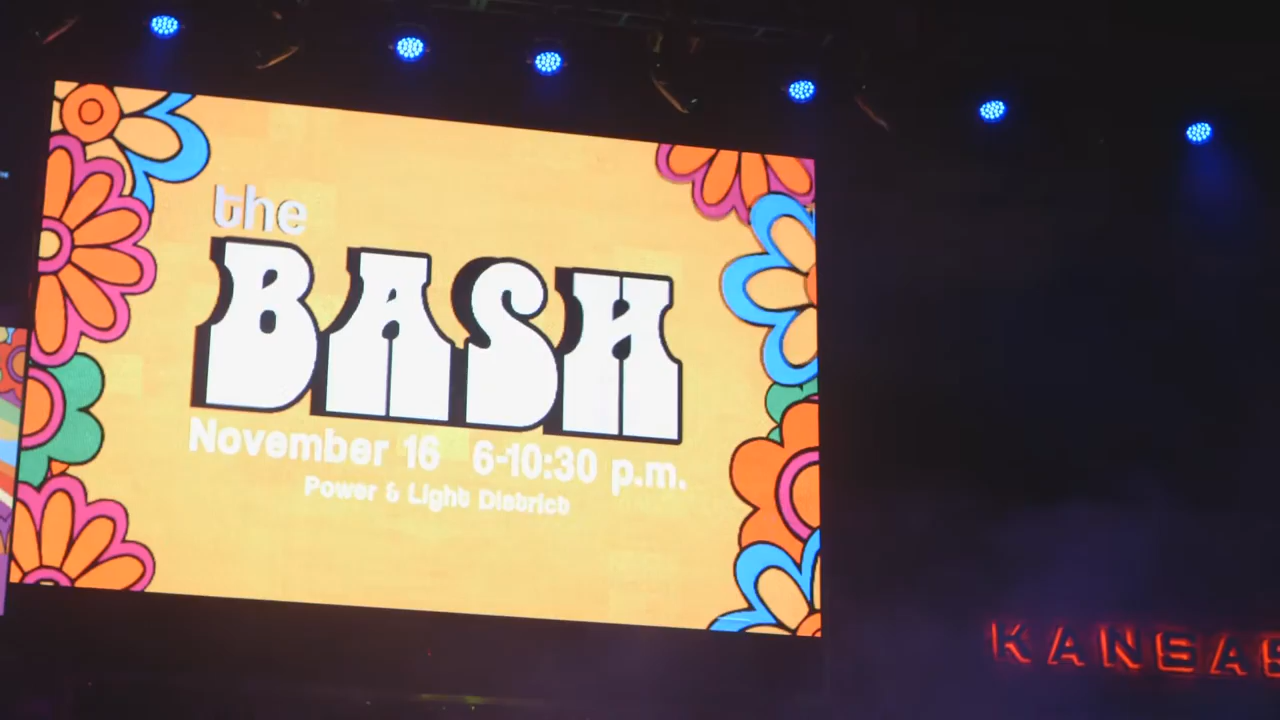 the
BASH
November 16 6-10:30 p.m.
Power & Light District
KANSAS